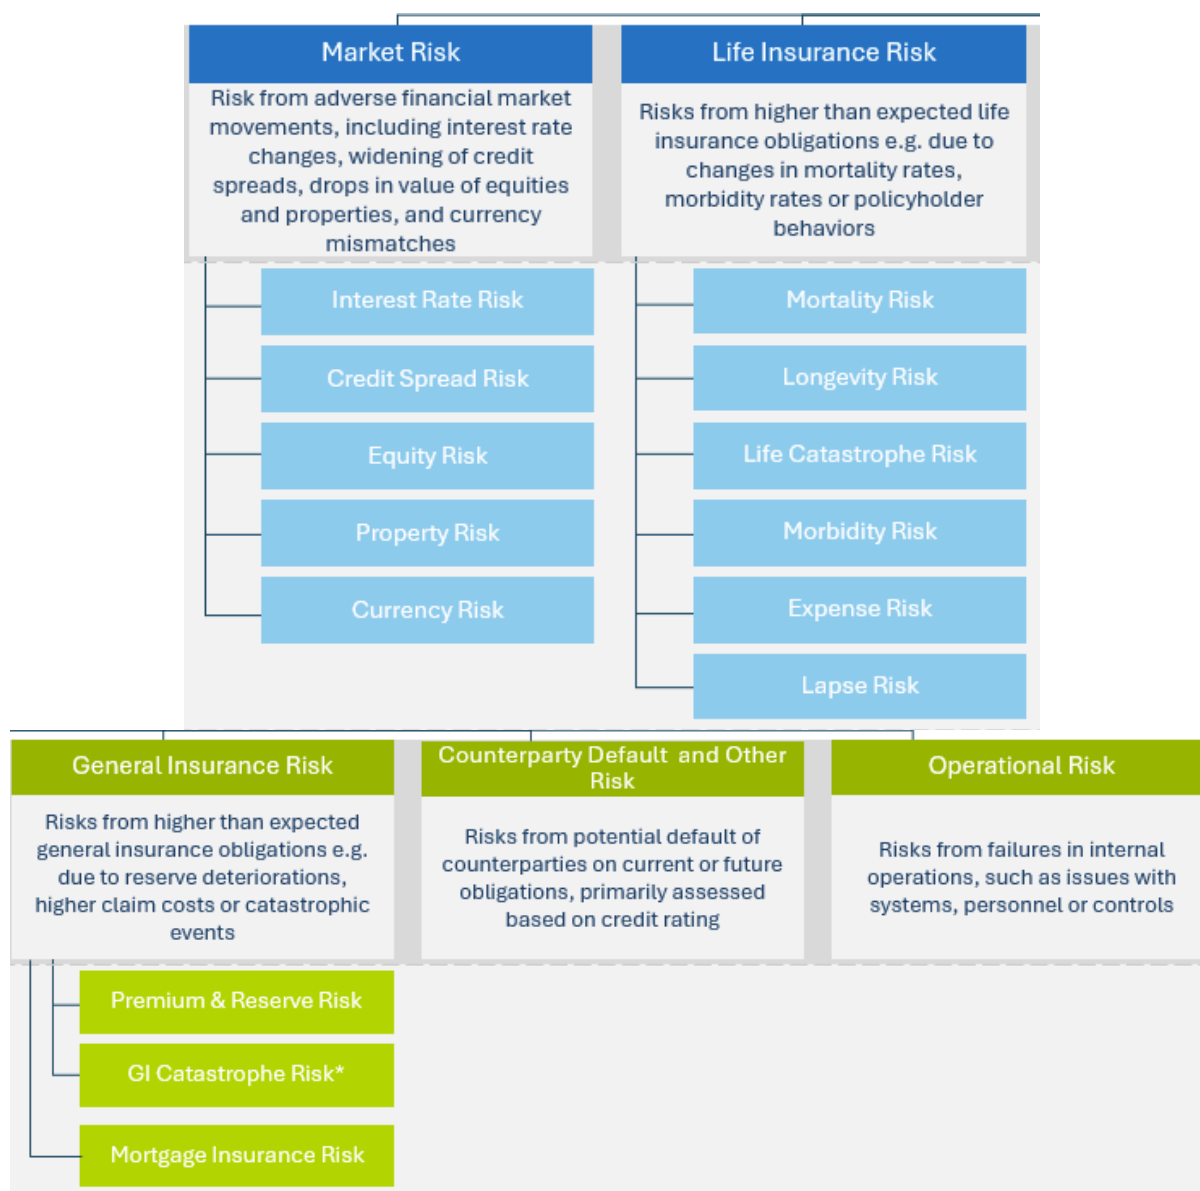 Market Risk
Risk from adverse financial market
movements, including interest rate
changes, widening of credit
spreads, drops in value of equities
and properties, and currency
mismatches
Interest Rate Risk
Credit Spread Risk
Equity Risk
Property Risk
Currency Risk
Life Insurance Risk
Risks from higher than expected life
insurance obligations e.g. due to
changes in mortality rates,
morbidity rates or policyholder
behaviors
Mortality Risk
Longevity Risk
Life Catastrophe Risk
Morbidity Risk
Expense Risk
Lapse Risk
General Insurance Risk
Risks from higher than expected
general insurance obligations e.g.
due to reserve deteriorations,
higher claim costs or catastrophic
events
Premium & Reserve Risk
GI Catastrophe Risk*
Mortgage Insurance Risk
Counterparty Default and Other
Risk
Risks from potential default of
counterparties on current or future
obligations, primarily assessed
based on credit rating
Operational Risk
Risks from failures in internal
operations, such as issues with
systems, personnel or controls